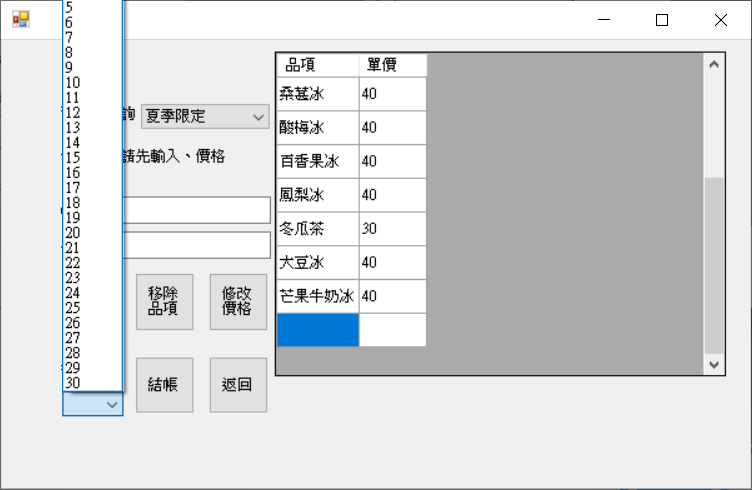 5
6
7
8
9
10
11
12
13
14
15
16
17
18
19
20
21
22
23
24
25
26
27
28
29
30
詢 夏季限定
請先輸入、價格
移除
品項
修改
價格
結帳
返回
品項 單價
桑葚冰 40
酸梅冰 40
百香果冰 40
鳳梨冰 40
冬瓜茶 30
大豆冰 40
芒果牛奶冰 40